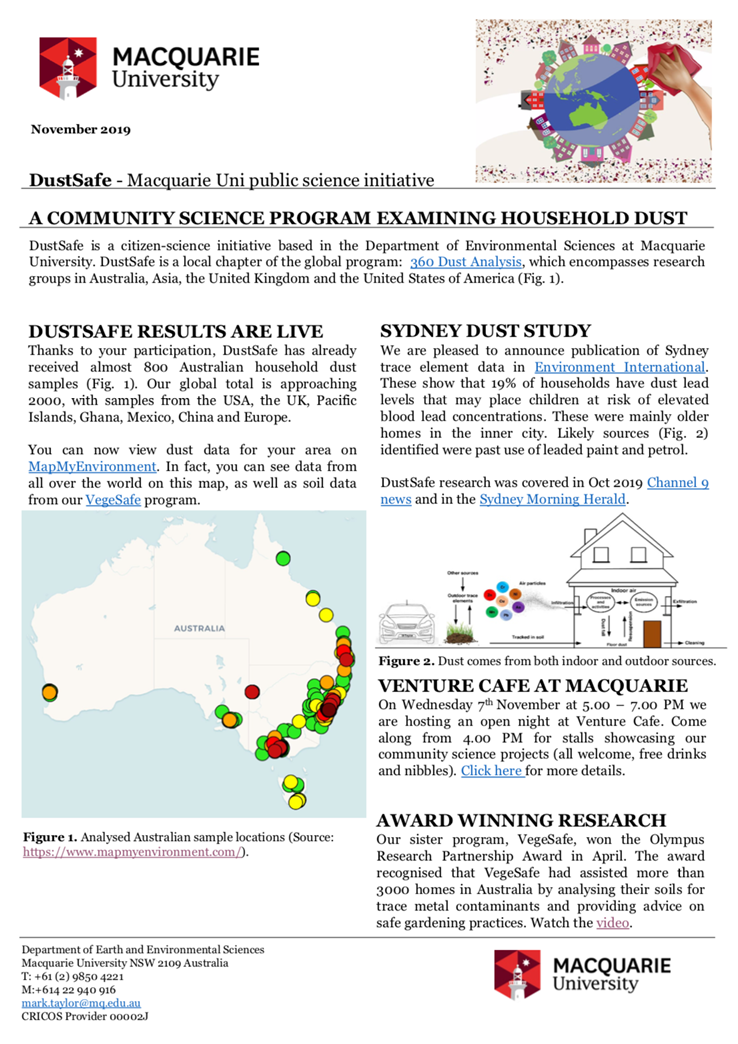 MACQUARIE
University
November 2019
DustSafe - Macquarie Uni public science initiative
A COMMUNITY SCIENCE PROGRAM EXAMINING HOUSEHOLD DUST
DustSafe is a citizen-science initiative based in the Department of Environmental Sciences at Macquarie
University. DustSafe is a local chapter of the global program: 360 Dust Analysis, which encompasses research
groups in Australia, Asia, the United Kingdom and the United States of America (Fig. 1).
DUSTSAFE RESULTS ARE LIVE
Thanks to your participation, DustSafe has already
received almost 800 Australian household dust
samples (Fig. 1). Our global total is approaching
2000, with samples from the USA, the UK, Pacific
Islands, Ghana, Mexico, China and Europe.
You can now view dust data for your area on
MapMyEnvironment. In fact, you can see data from
all over the world on this map, as well as soil data
from our VegeSafe program.
AUSTRALIA
Figure 1. Analysed Australian sample locations (Source:
https://www.mapmyenvironment.com/).
SYDNEY DUST STUDY
We are pleased to announce publication of Sydney
trace element data in Environment International.
These show that 19% of households have dust lead
levels that may place children at risk of elevated
blood lead concentrations. These were mainly older
homes in the inner city. Likely sources (Fig. 2)
identified were past use of leaded paint and petrol.
DustSafe research was covered in Oct 2019 Channel 9
news and in the Sydney Morning Herald.
Other sources
Outdoor trace
elements
Air particles
Infiltration
Tracked in soil
Indoor air
Processes
and
activities
Emission
sources
Exfiltration
Dust fall
Resuspension
Floor dust
Cleaning
Figure 2. Dust comes from both indoor and outdoor sources.
VENTURE CAFE AT MACQUARIE
On Wednesday 7th November at 5.00 – 7.00 PM we
are hosting an open night at Venture Cafe. Come
along from 4.00 PM for stalls showcasing our
community science projects (all welcome, free drinks
and nibbles). Click here for more details.
AWARD WINNING RESEARCH
Our sister program, VegeSafe, won the Olympus
Research Partnership Award in April. The award
recognised that VegeSafe had assisted more than
3000 homes in Australia by analysing their soils for
trace metal contaminants and providing advice on
safe gardening practices. Watch the video.
Department of Earth and Environmental Sciences
Macquarie University NSW 2109 Australia
T: +61 (2) 9850 4221
M:+614 22 940 916
mark.taylor@mq.edu.au
CRICOS Provider 00002J
MACQUARIE
University